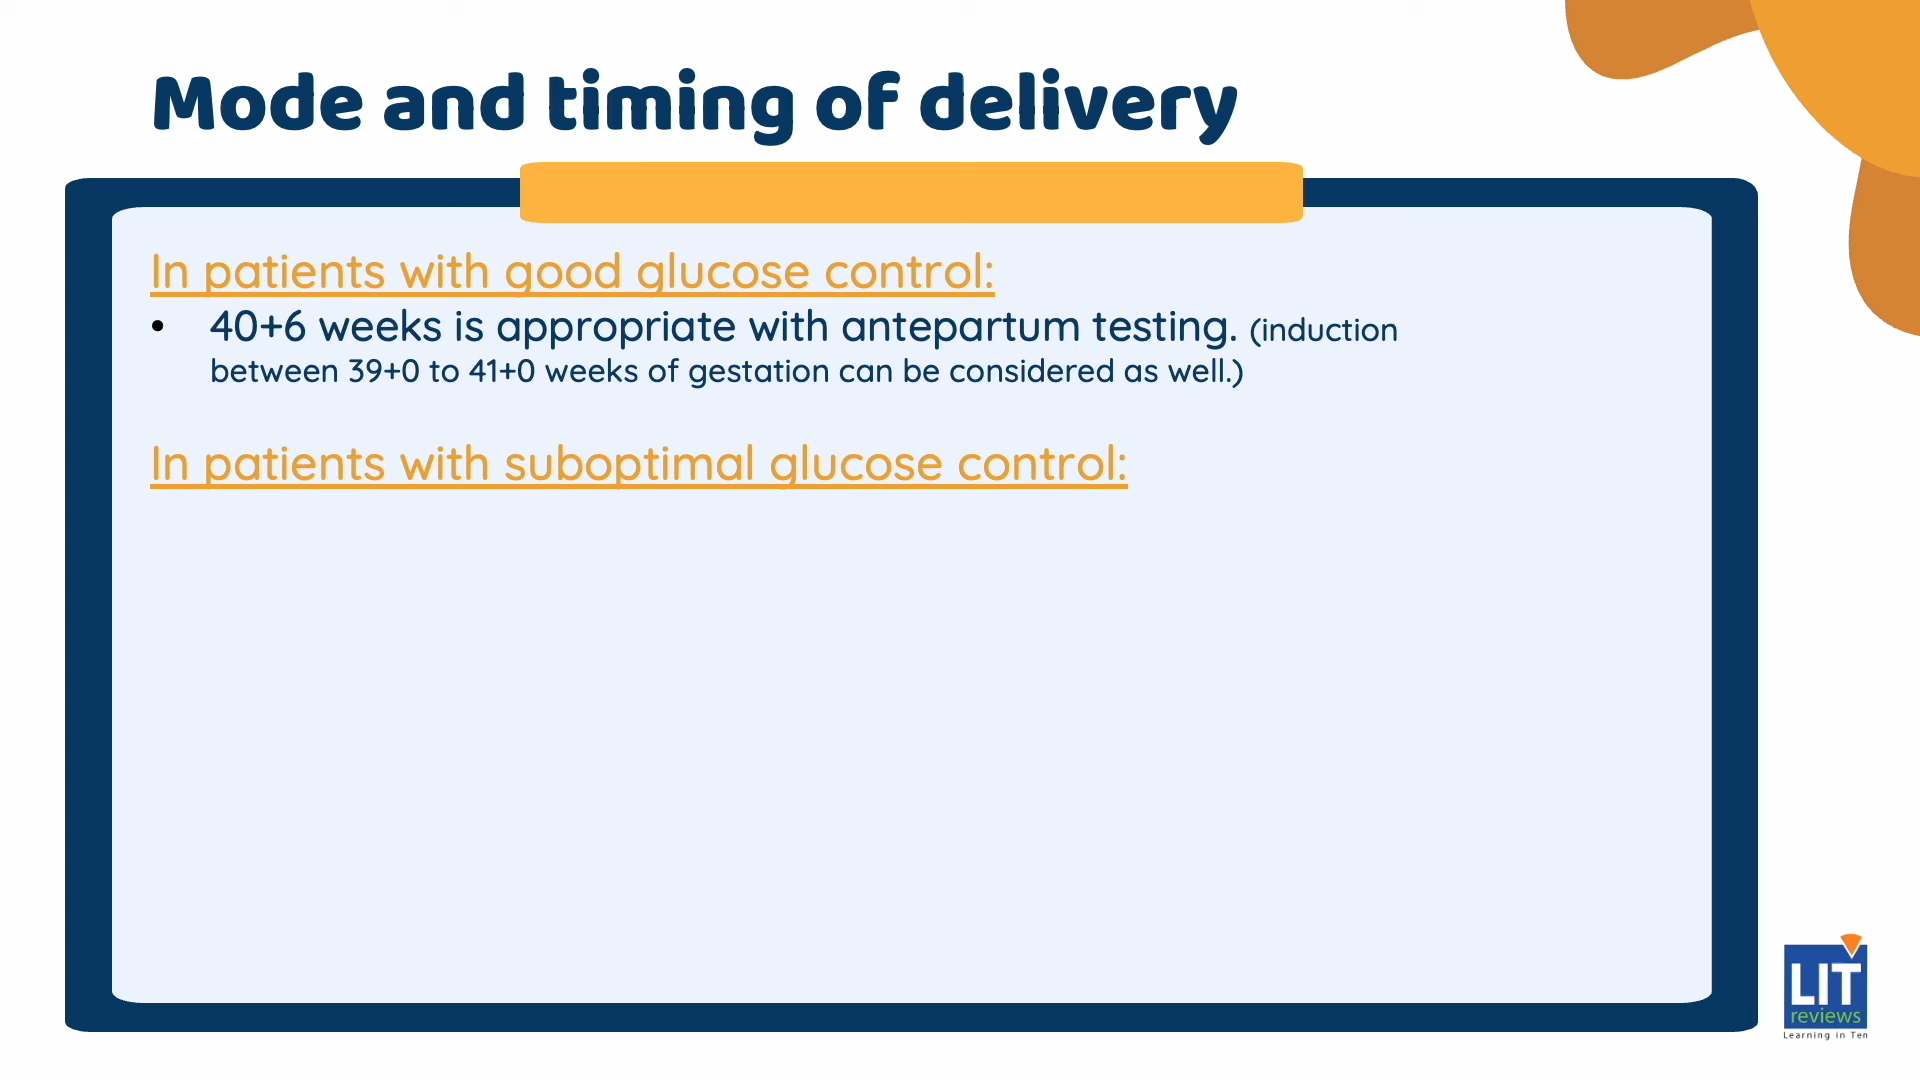 Mode and timing of delivery
In patients with good glucose control:
• 40+6 weeks is appropriate with antepartum testing. (induction
between 39+0 to 41+0 weeks of gestation can be considered as well.)
In patients with suboptimal glucose control:
LIT
reviews
Learning in Ten